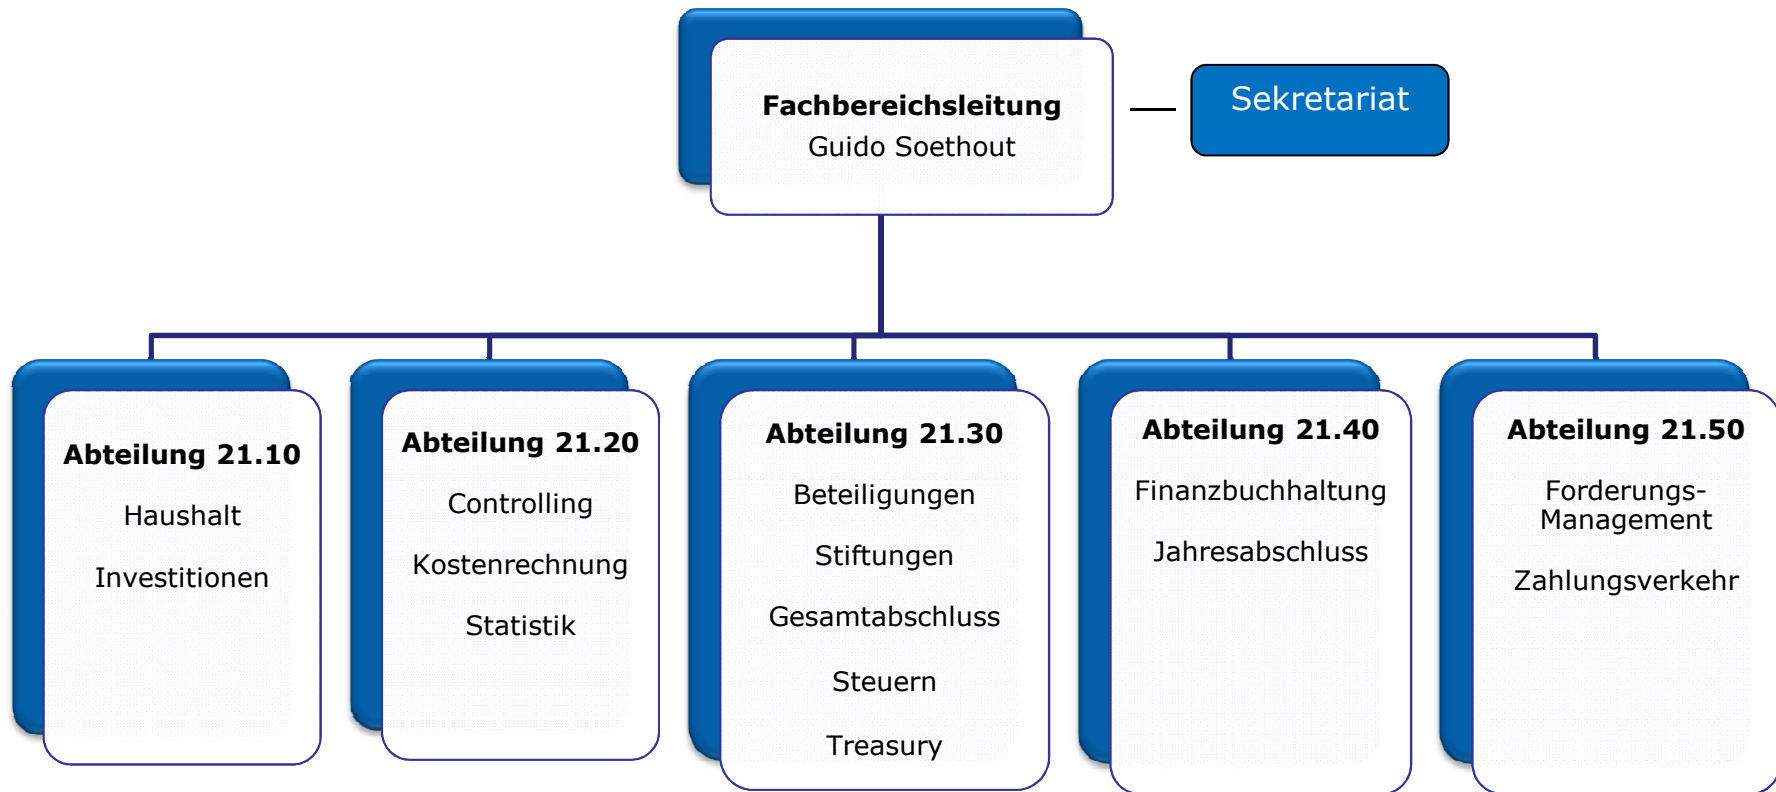 Fachbereichsleitung
Guido Soethout
Sekretariat
Abteilung 21.10
Haushalt
Investitionen
Abteilung 21.20
Controlling
Kostenrechnung
Statistik
Abteilung 21.30
Beteiligungen
Stiftungen
Gesamtabschluss
Steuern
Treasury
Abteilung 21.40
Finanzbuchhaltung
Jahresabschluss
Abteilung 21.50
Forderungs-
Management
Zahlungsverkehr